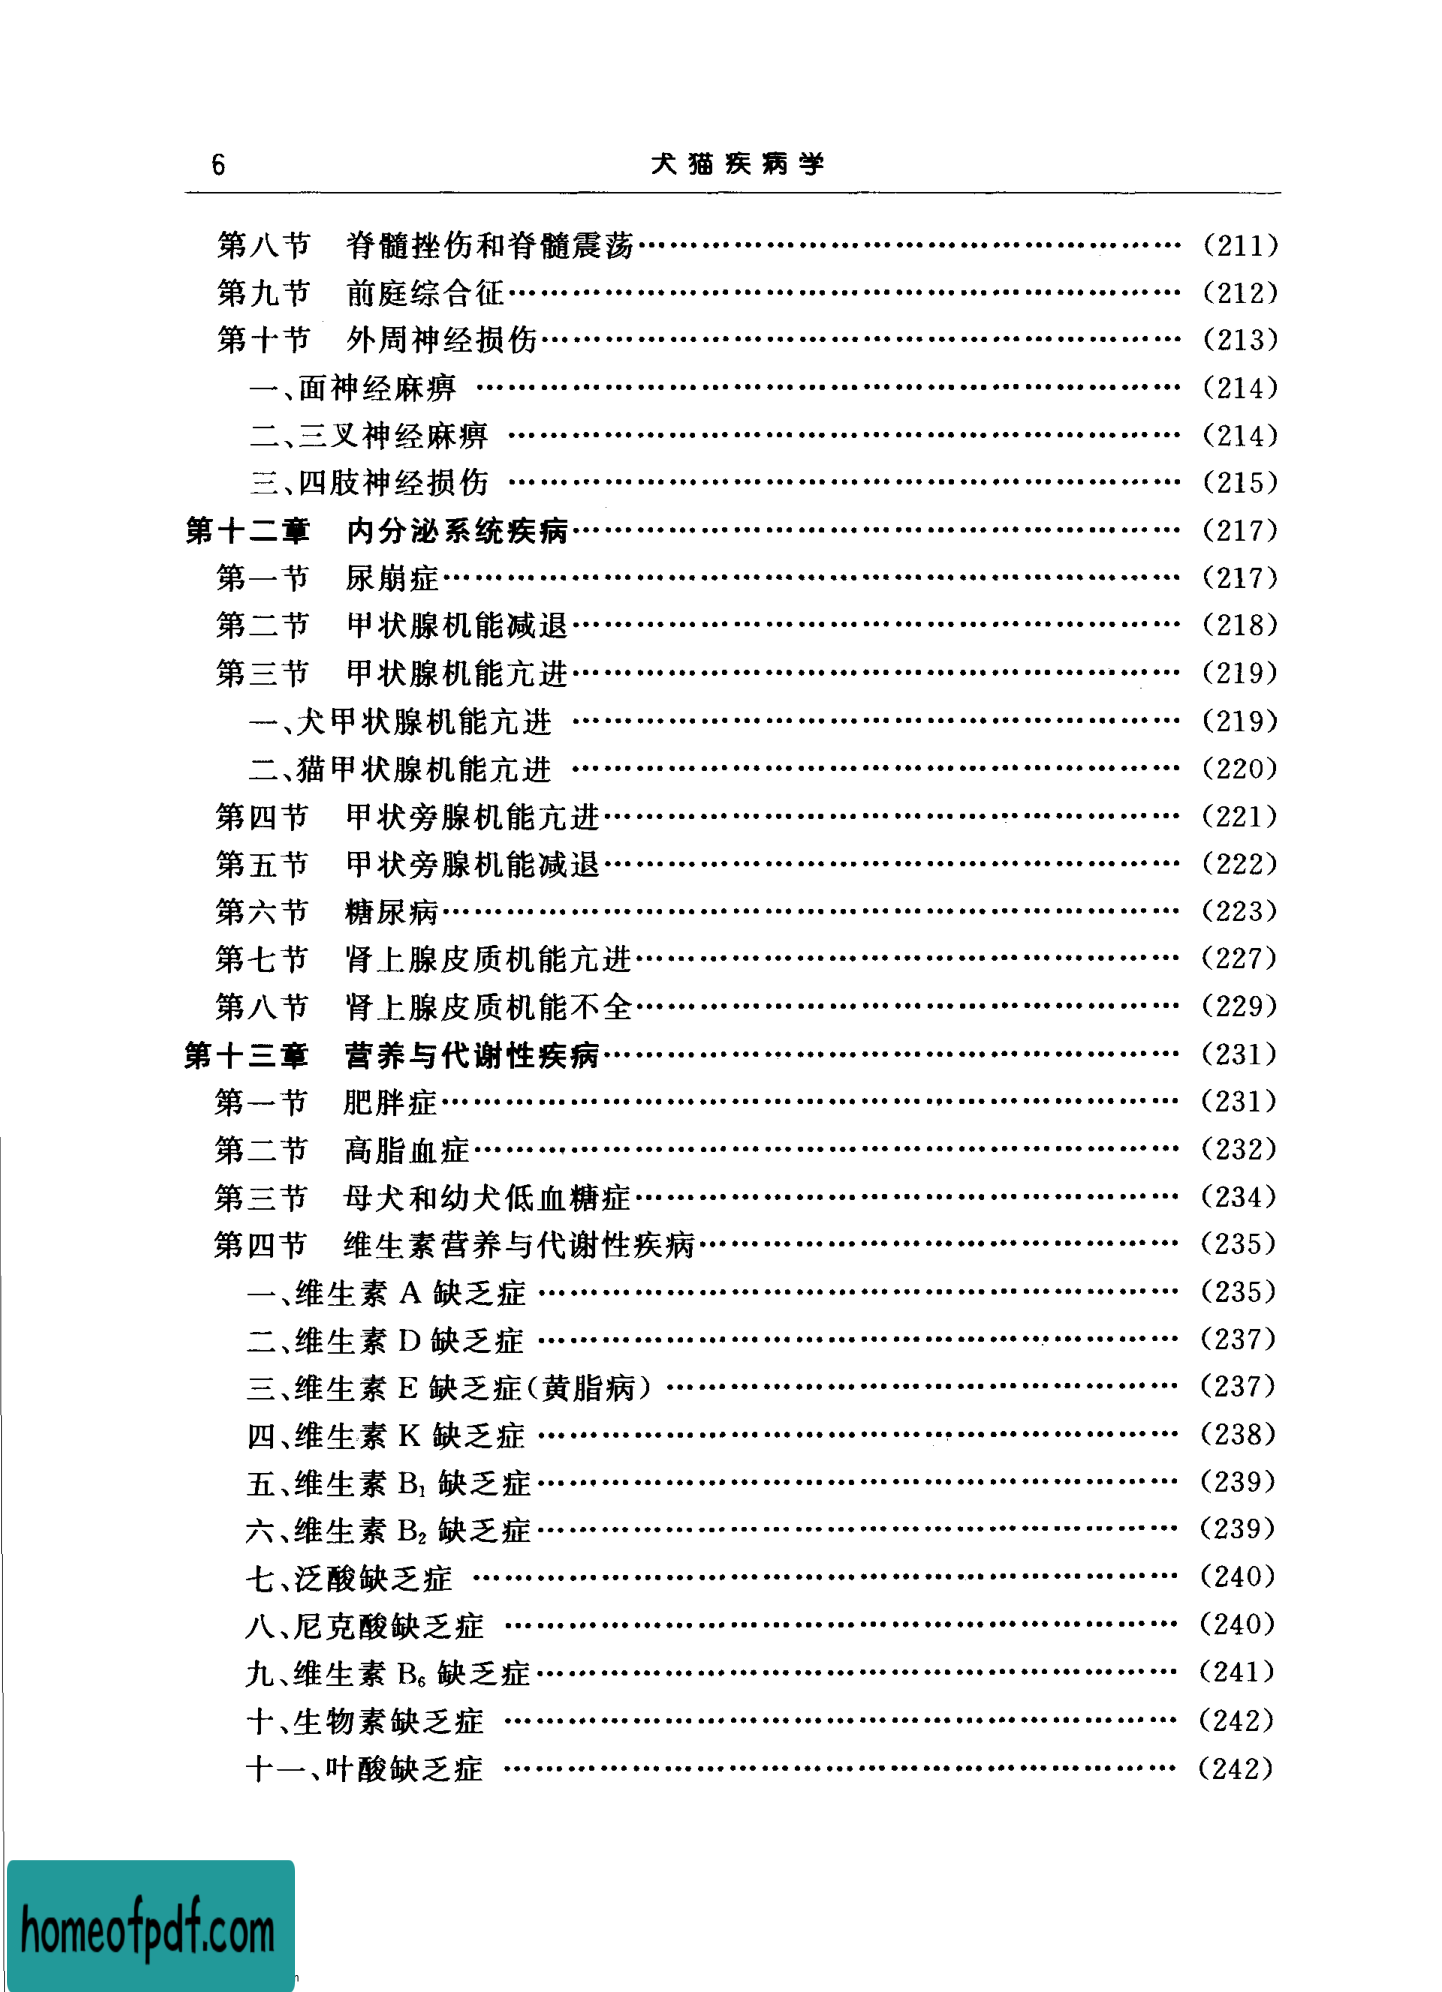 6 犬猫疾病学
第八节 脊髓挫伤和脊髓震荡……………………………………………… (211)
第九节 前庭综合征………………………………………………………… (212)
第十节 外周神经损伤……………………………………………………… (213)
一、面神经麻痹 …………………………………………………………… (214)
二、三叉神经麻痹 ………………………………………………………… (214)
三、四肢神经损伤 ………………………………………………………… (215)
第十二章 内分泌系统疾病…………………………………………………… (217)
第一节 尿崩症……………………………………………………………… (217)
第二节 甲状腺机能减退…………………………………………………… (218)
第三节 甲状腺机能亢进…………………………………………………… (219)
一、犬甲状腺机能亢进 …………………………………………………… (219)
二、猫甲状腺机能亢进 …………………………………………………… (220)
第四节 甲状旁腺机能亢进………………………………………………… (221)
第五节 甲状旁腺机能减退………………………………………………… (222)
第六节 糖尿病……………………………………………………………… (223)
第七节 肾上腺皮质机能亢进……………………………………………… (227)
第八节 肾上腺皮质机能不全……………………………………………… (229)
第十三章 营养与代谢性疾病………………………………………………… (231)
第一节 肥胖症……………………………………………………………… (231)
第二节 高脂血症…………………………………………………………… (232)
第三节 母犬和幼犬低血糖症……………………………………………… (234)
第四节 维生素营养与代谢性疾病………………………………………… (235)
一、维生素 A 缺乏症 ……………………………………………………… (235)
二、维生素 D 缺乏症 ……………………………………………………… (237)
三、维生素 E 缺乏症(黄脂病) …………………………………………… (237)
四、维生素 K 缺乏症 ……………………………………………………… (238)
五、维生素 B₁ 缺乏症……………………………………………………… (239)
六、维生素 B₂ 缺乏症……………………………………………………… (239)
七、泛酸缺乏症 …………………………………………………………… (240)
八、尼克酸缺乏症 ………………………………………………………… (240)
九、维生素 B₆ 缺乏症……………………………………………………… (241)
十、生物素缺乏症 ………………………………………………………… (242)
十一、叶酸缺乏症 ………………………………………………………… (242)
homeofpdf.com